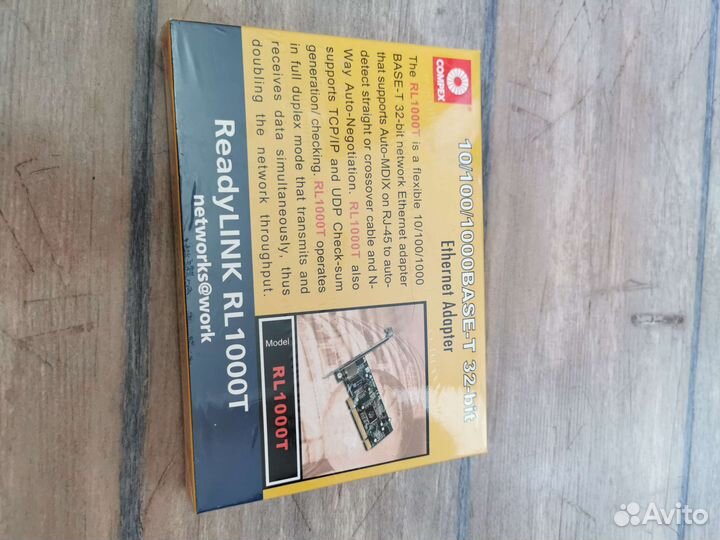 COMPEX
10/100/1000BASE-T 32-bit
Ethernet Adapter
The RL1000T is a flexible 10/100/1000
BASE-T 32-bit network Ethernet adapter
that supports Auto-MDIX on RJ-45 to auto-
detect straight or crossover cable and N-
Way Auto-Negotiation. RL1000T also
supports TCP/IP and UDP Check-sum
generation/ checking. RL1000T operates
in full duplex mode that transmits and
receives data simultaneously, thus
doubling the network throughput.
Model
RL1000T
ReadyLINK RL1000T
networks@work
Avito